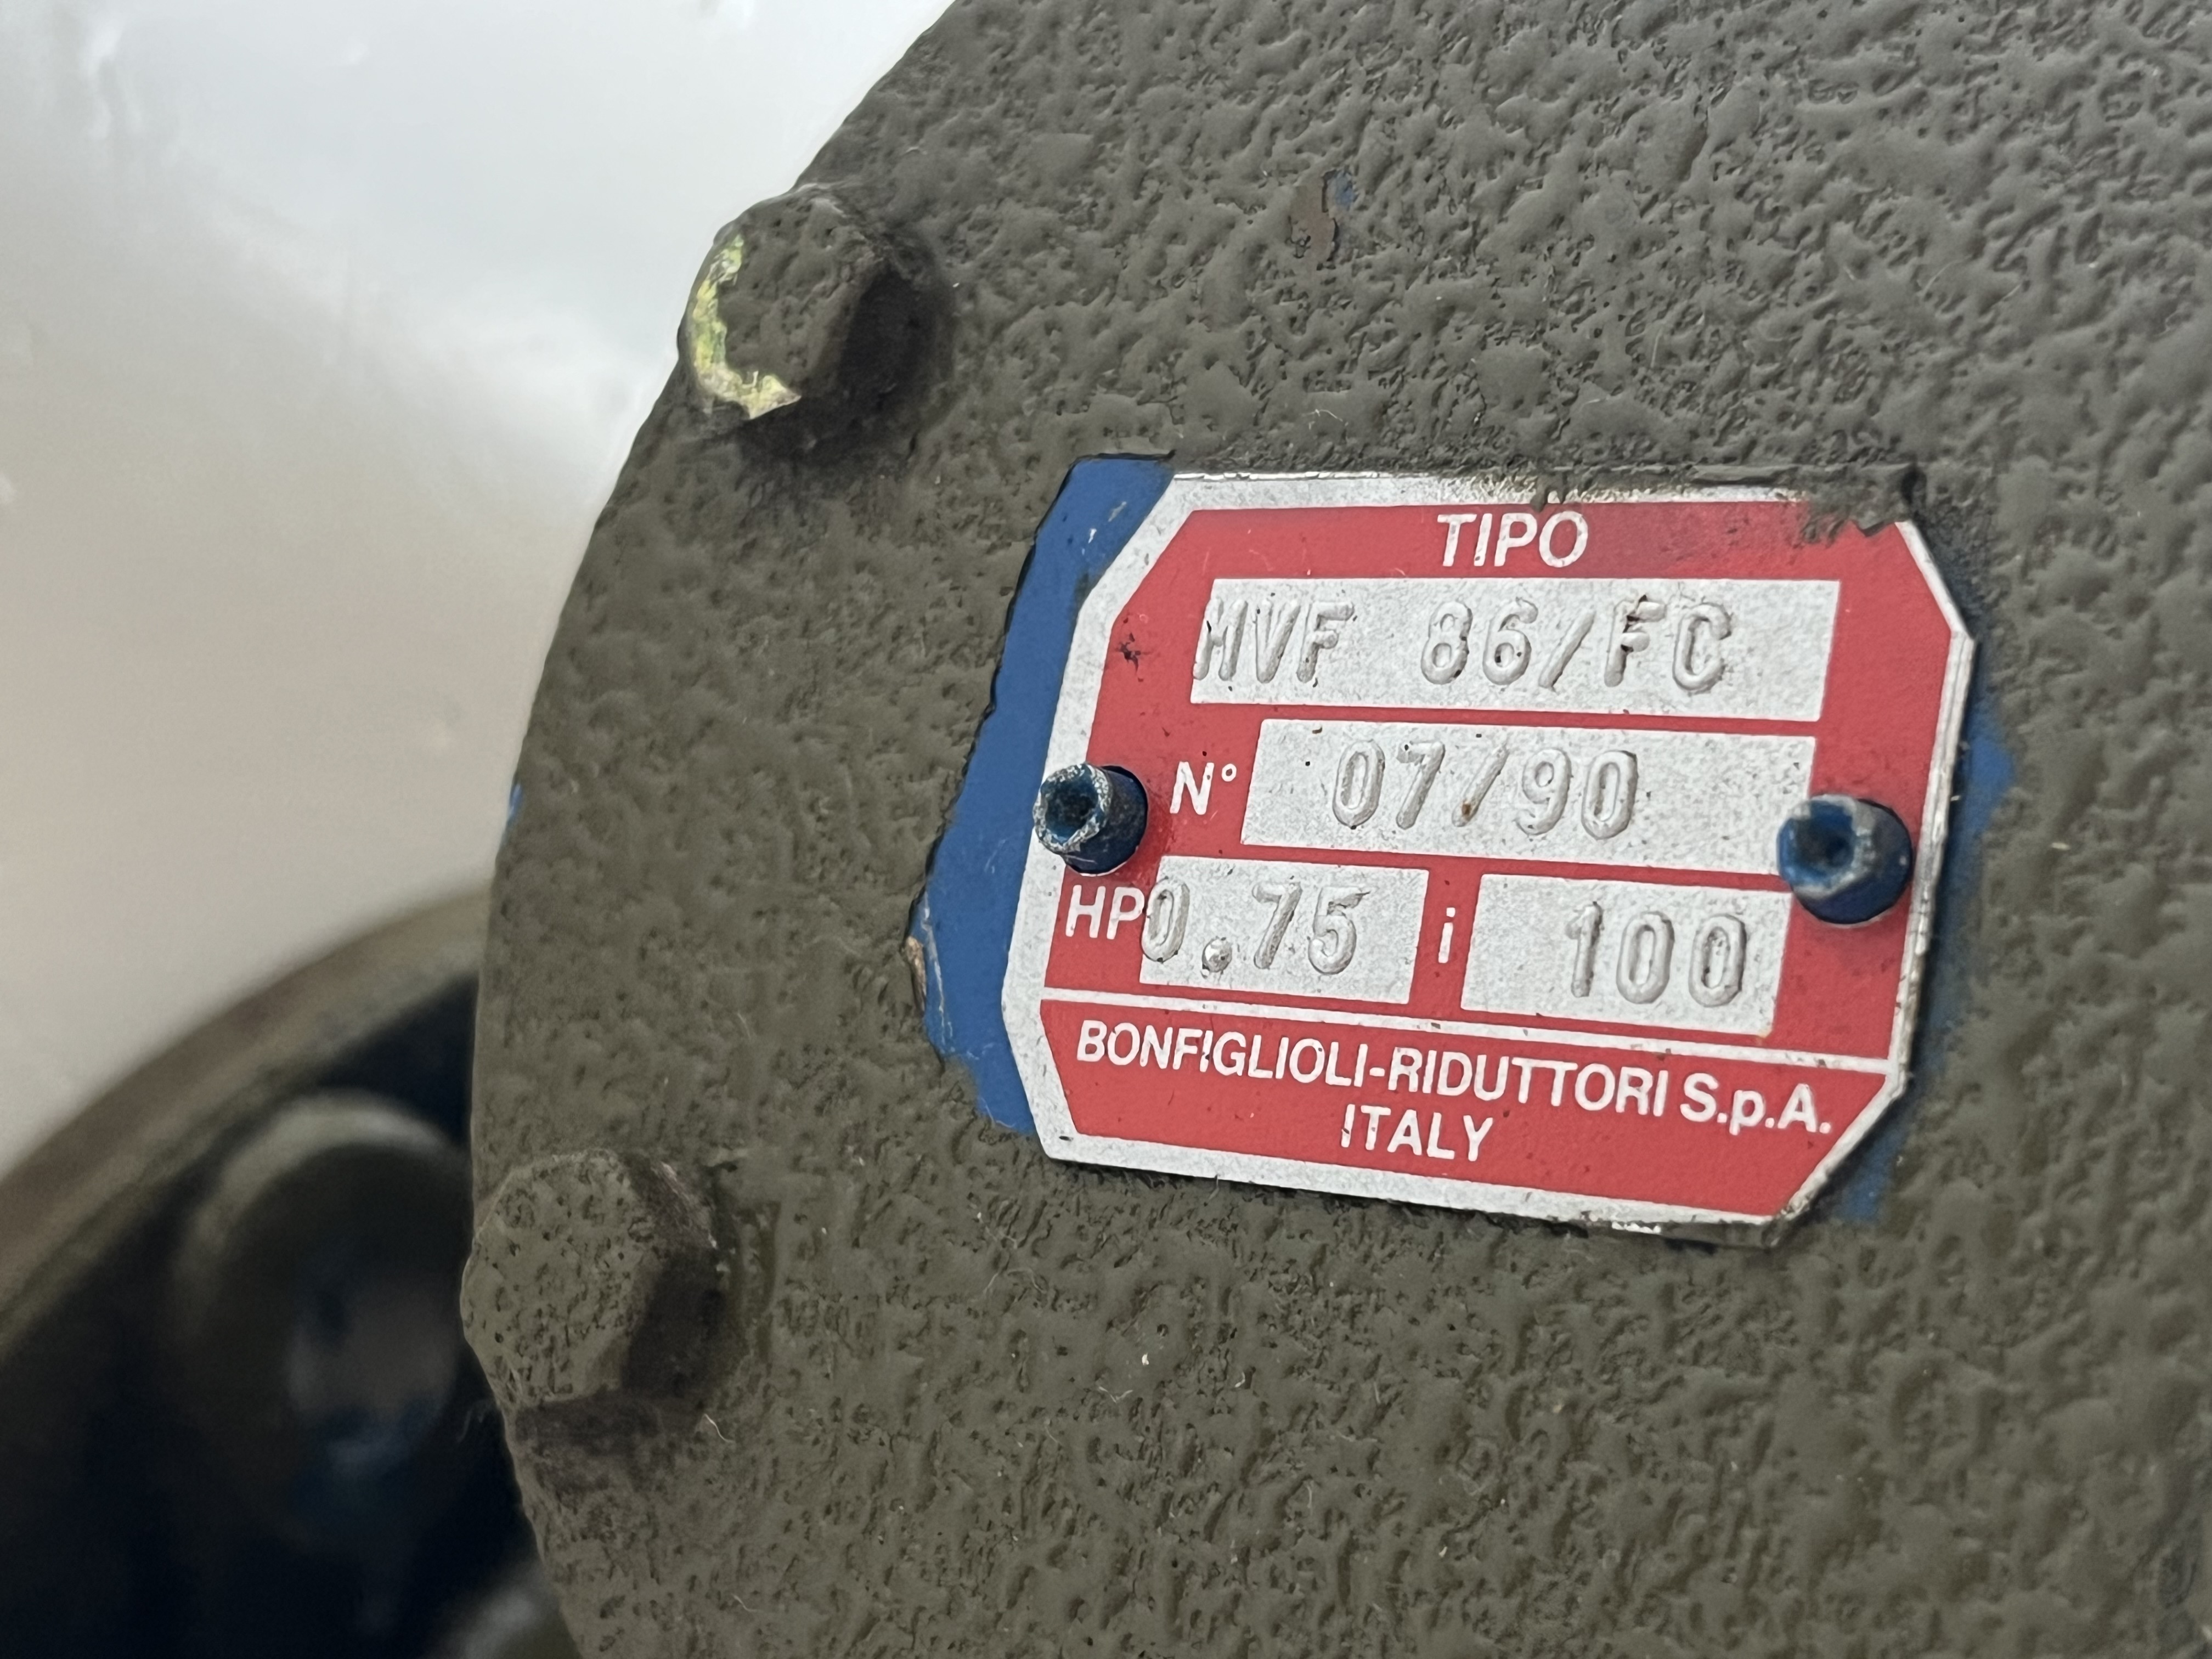 TIPO
MVF 86/FC
N° 07/90
HP 0.75 i 100
BONFIGLIOLI-RIDUTTORI S.p.A.
ITALY